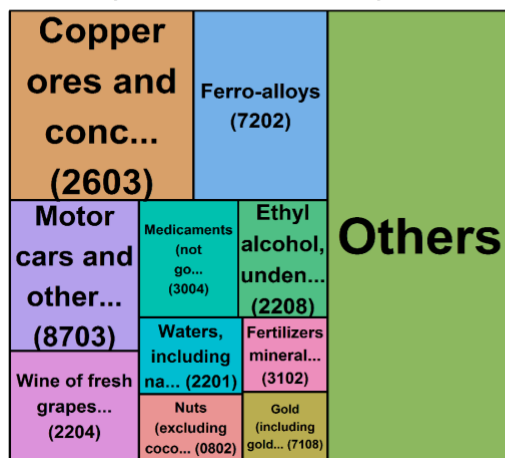 Copper
ores and
conc...
(2603)
Ferro-alloys
(7202)
Others
Motor
cars and
other...
(8703)
Medicaments
(not
go...
(3004)
Ethyl
alcohol,
unden...
(2208)
Waters,
including
na... (2201)
Fertilizers
mineral...
(3102)
Wine of fresh
grapes...
(2204)
Nuts
(excluding
coco... (0802)
Gold
(including
gold... (7108)